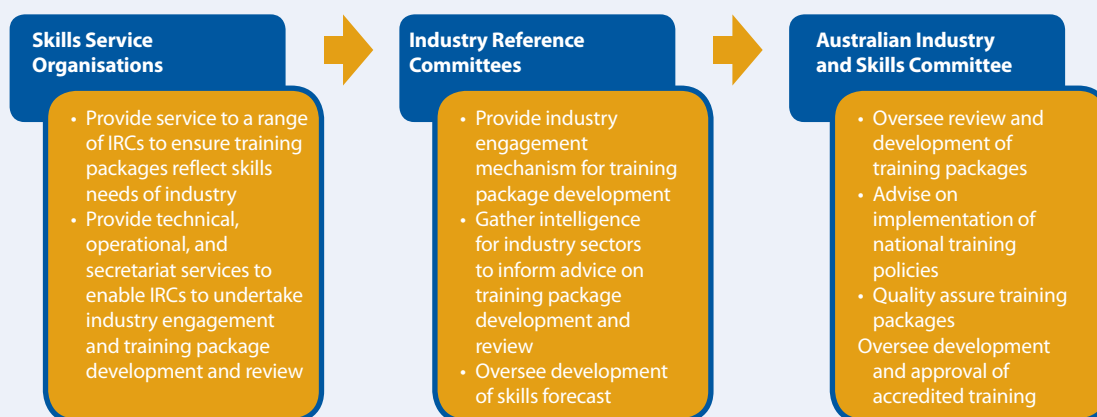 Skills Service
Organisations
• Provide service to a range
of IRCs to ensure training
packages reflect skills
needs of industry
• Provide technical,
operational, and
secretariat services to
enable IRCs to undertake
industry engagement
and training package
development and review
Industry Reference
Committees
• Provide industry
engagement
mechanism for training
package development
• Gather intelligence
for industry sectors
to inform advice on
training package
development and
review
• Oversee development
of skills forecast
Australian Industry
and Skills Committee
• Oversee review and
development of
training packages
• Advise on
implementation of
national training
policies
• Quality assure training
packages
Oversee development
and approval of
accredited training